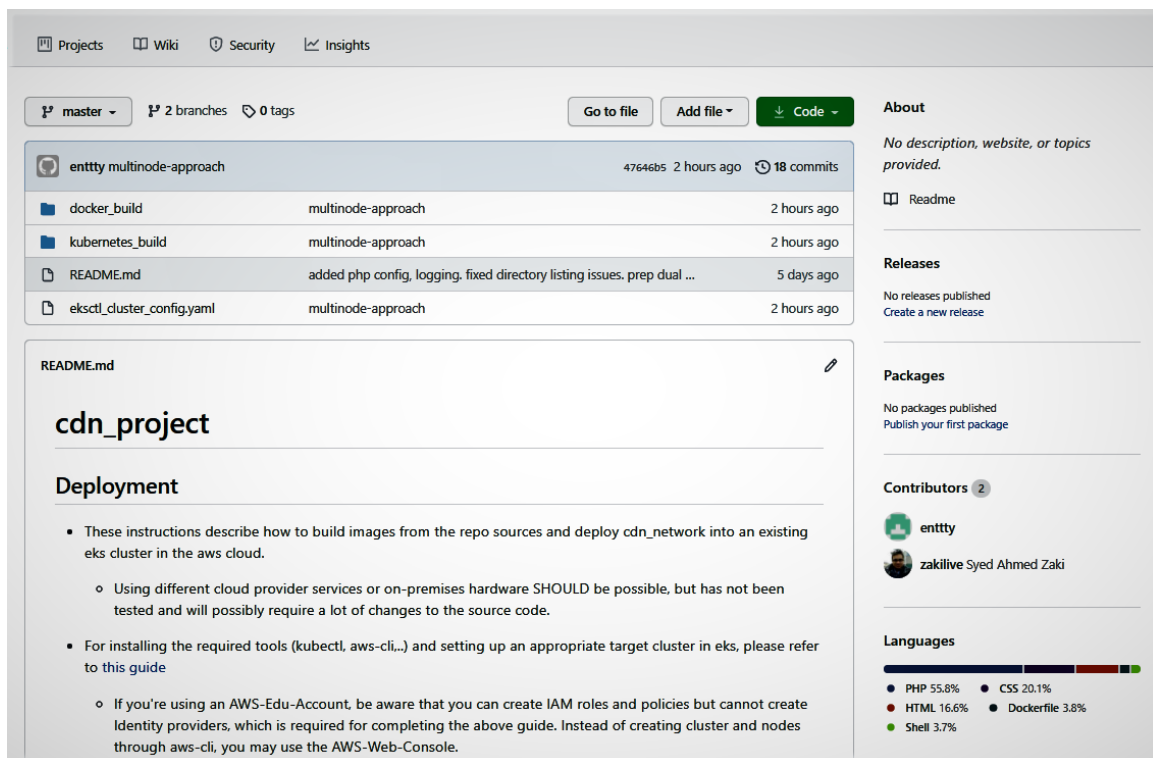 Projects Wiki Security Insights
master 2 branches 0 tags Go to file Add file Code
enttty multinode-approach 47646b5 2 hours ago 18 commits
docker_build multinode-approach 2 hours ago
kubernetes_build multinode-approach 2 hours ago
README.md added php config, logging. fixed directory listing issues. prep dual ... 5 days ago
eksctl_cluster_config.yaml multinode-approach 2 hours ago
README.md
cdn_project
Deployment
These instructions describe how to build images from the repo sources and deploy cdn_network into an existing
eks cluster in the aws cloud.
Using different cloud provider services or on-premises hardware SHOULD be possible, but has not been
tested and will possibly require a lot of changes to the source code.
For installing the required tools (kubectl, aws-cli,..) and setting up an appropriate target cluster in eks, please refer
to this guide
If you're using an AWS-Edu-Account, be aware that you can create IAM roles and policies but cannot create
Identity providers, which is required for completing the above guide. Instead of creating cluster and nodes
through aws-cli, you may use the AWS-Web-Console.
About
No description, website, or topics
provided.
Readme
Releases
No releases published
Create a new release
Packages
No packages published
Publish your first package
Contributors 2
enttty
zakilive Syed Ahmed Zaki
Languages
PHP 55.8% CSS 20.1%
HTML 16.6% Dockerfile 3.8%
Shell 3.7%